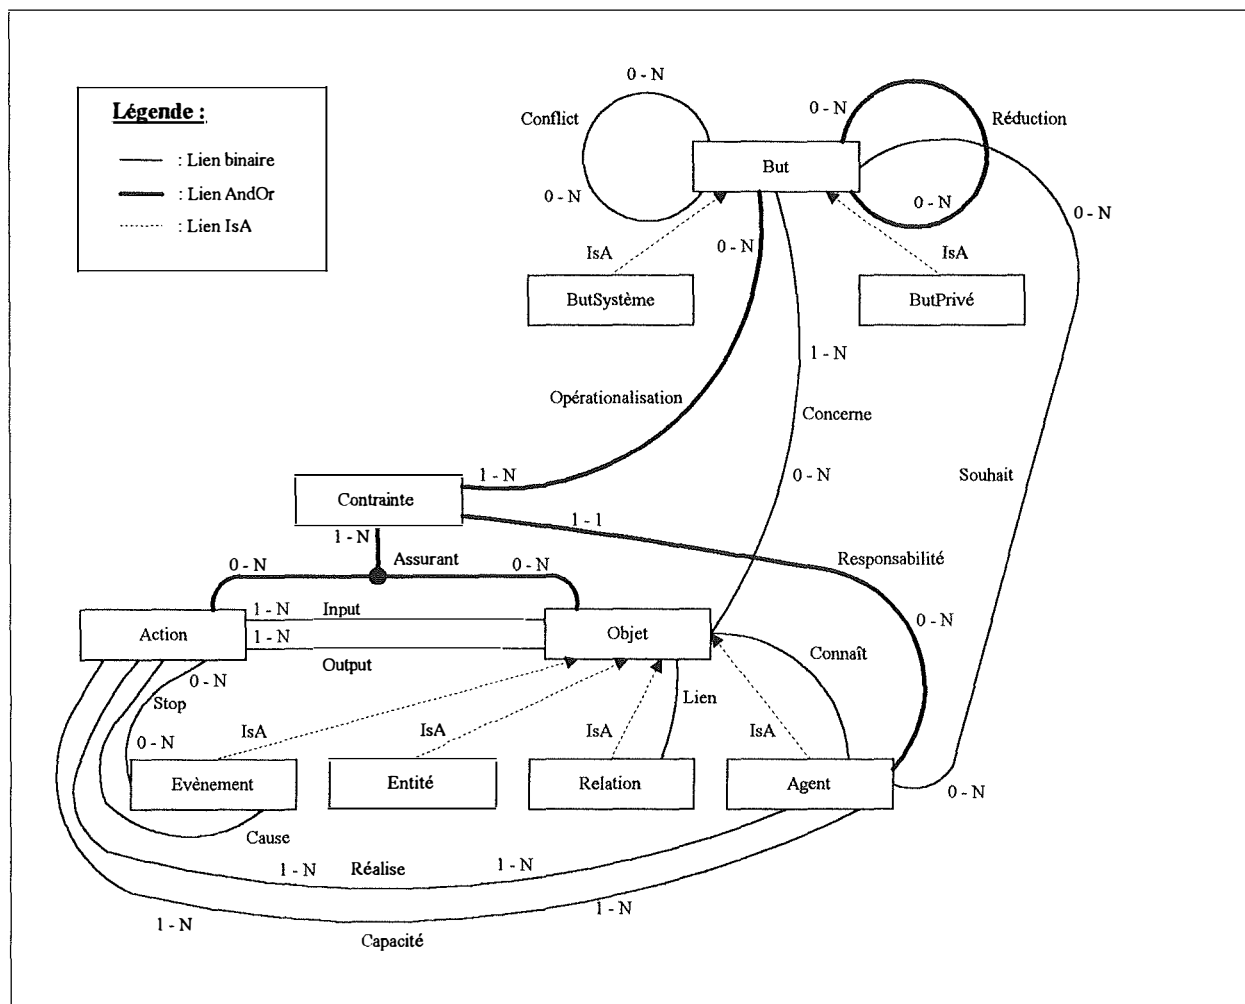 Légende :
: Lien binaire
: Lien AndOr
: Lien IsA
0 - N
Conflict
0 - N
But
0 - N
Réduction
0 - N
0 - N
0 - N
IsA
IsA
ButSystème
ButPrivé
1 - N
Opérationalisation
Concerne
1 - N
0 - N
Souhait
Contrainte
1 - 1
1 - N
Assurant
Responsabilité
0 - N
0 - N
1 - N
Input
Action
Objet
0 - N
1 - N
Output
Connaît
0 - N
Stop
Lien
IsA
IsA
IsA
IsA
0 - N
Evènement
Entité
Relation
Agent
0 - N
Cause
1 - N
Réalise
1 - N
1 - N
1 - N
Capacité